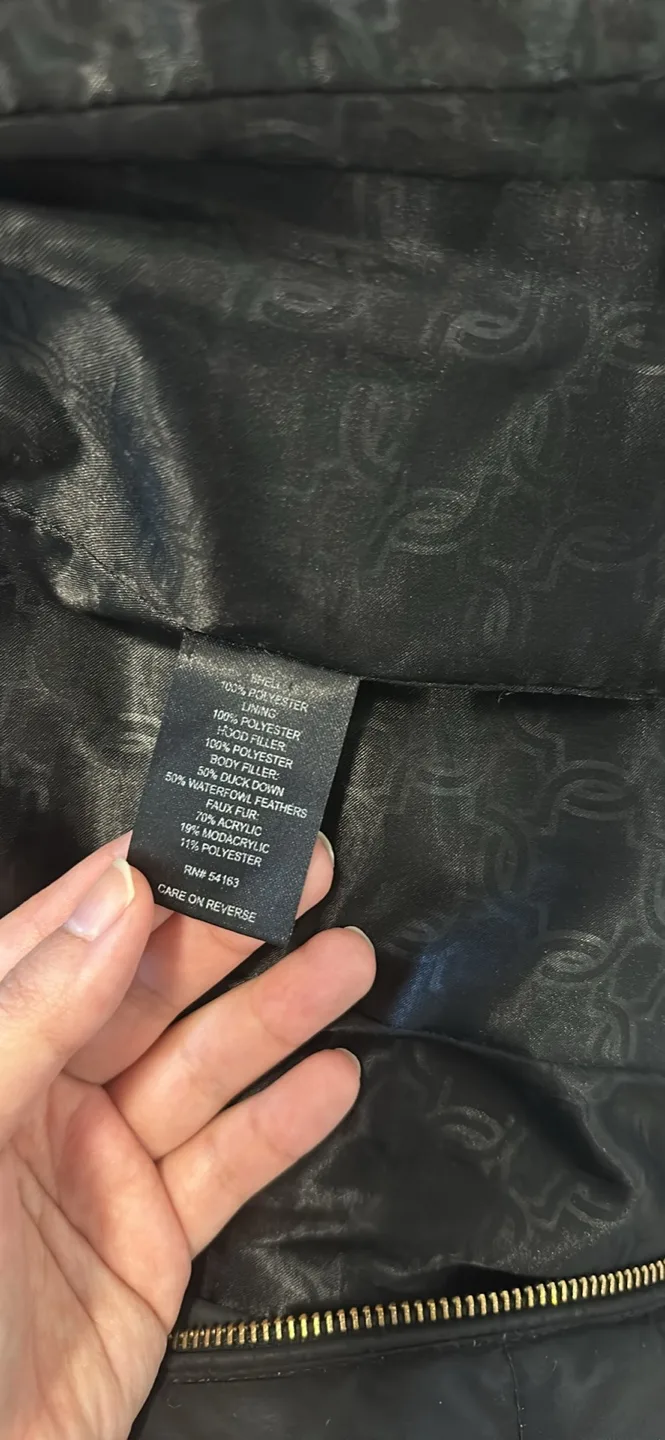 SHELL:
100% POLYESTER
LINING:
100% POLYESTER
HOOD FILLER:
100% POLYESTER
BODY FILLER:
50% DUCK DOWN
50% WATERFOWL FEATHERS
FAUX FUR:
70% ACRYLIC
19% MODACRYLIC
11% POLYESTER
RN# 54163
CARE ON REVERSE